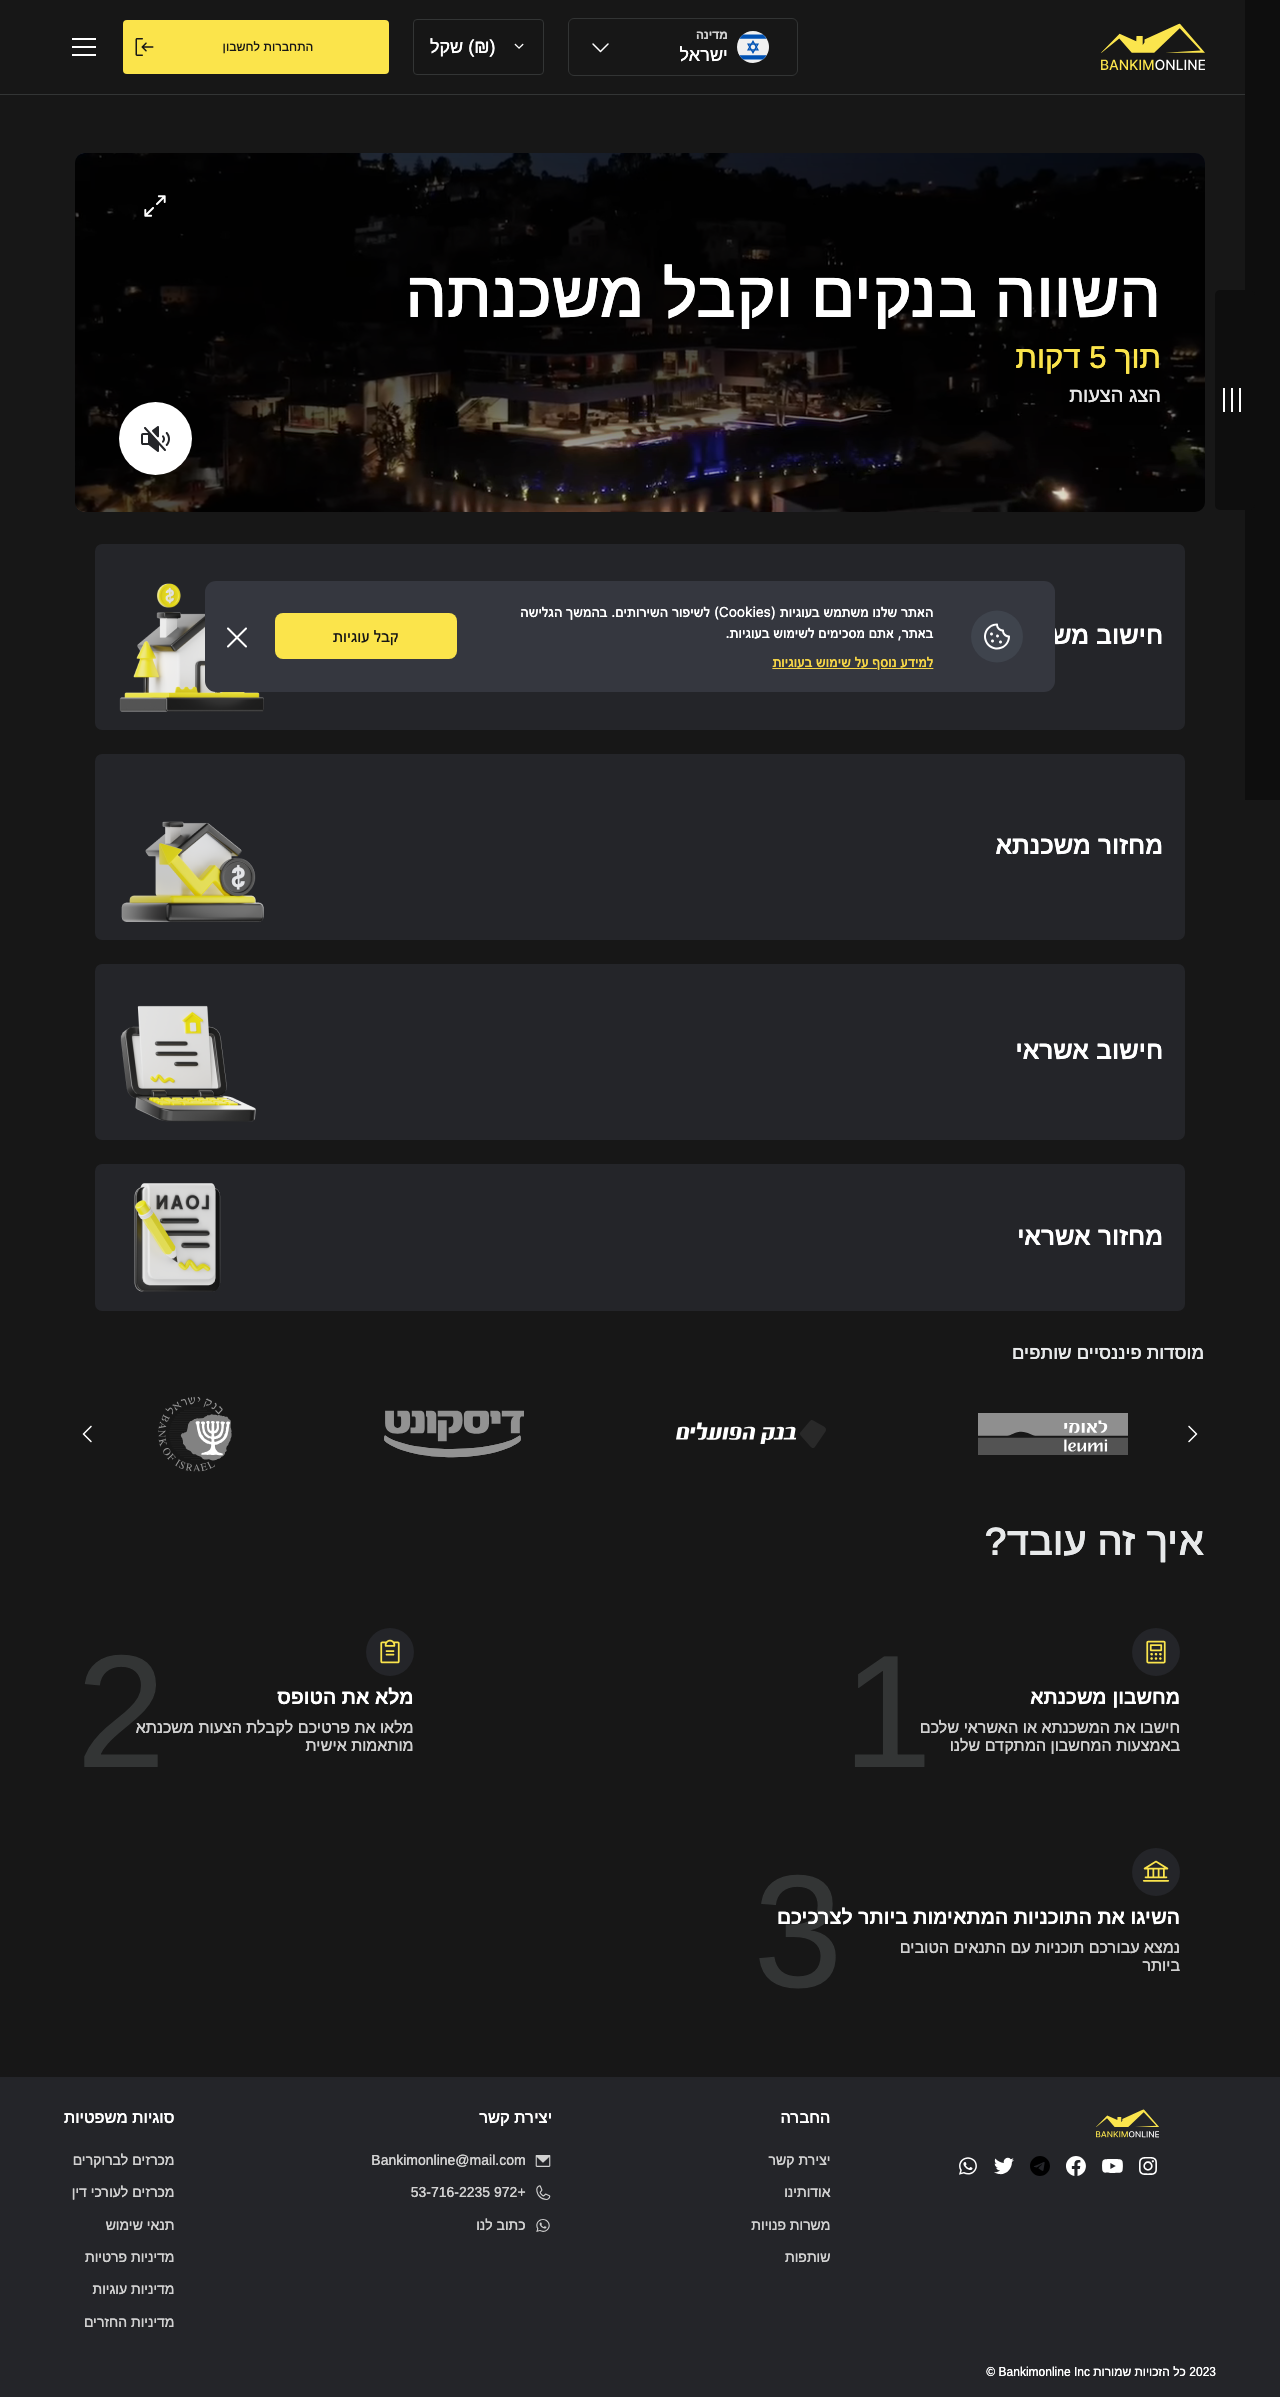 BANKIMONLINE
מדינה
ישראל
(₪) שקל
התחברות לחשבון
השווה בנקים וקבל משכנתה
תוך 5 דקות
הצג הצעות
חישוב מש
האתר שלנו משתמש בעוגיות (Cookies) לשיפור השירותים. בהמשך הגלישה
באתר, אתם מסכימים לשימוש בעוגיות.
למידע נוסף על שימוש בעוגיות
קבל עוגיות
מחזור משכנתא
חישוב אשראי
מחזור אשראי
LOAN
מוסדות פיננסיים שותפים
לאומי
leumi
בנק הפועלים
דיסקונט
בנק ישראל
BANK OF ISRAEL
איך זה עובד?
1
מחשבון משכנתא
חישבו את המשכנתא או האשראי שלכם
באמצעות המחשבון המתקדם שלנו
2
מלא את הטופס
מלאו את פרטיכם לקבלת הצעות משכנתא
מותאמות אישית
3
השיגו את התוכניות המתאימות ביותר לצרכיכם
נמצא עבורכם תוכניות עם התנאים הטובים
ביותר
BANKIMONLINE
החברה
יצירת קשר
אודותינו
משרות פנויות
שותפות
יצירת קשר
Bankimonline@mail.com
53-716-2235 972+
כתוב לנו
סוגיות משפטיות
מכרזים לברוקרים
מכרזים לעורכי דין
תנאי שימוש
מדיניות פרטיות
מדיניות עוגיות
מדיניות החזרים
2023 כל הזכויות שמורות Bankimonline Inc ©